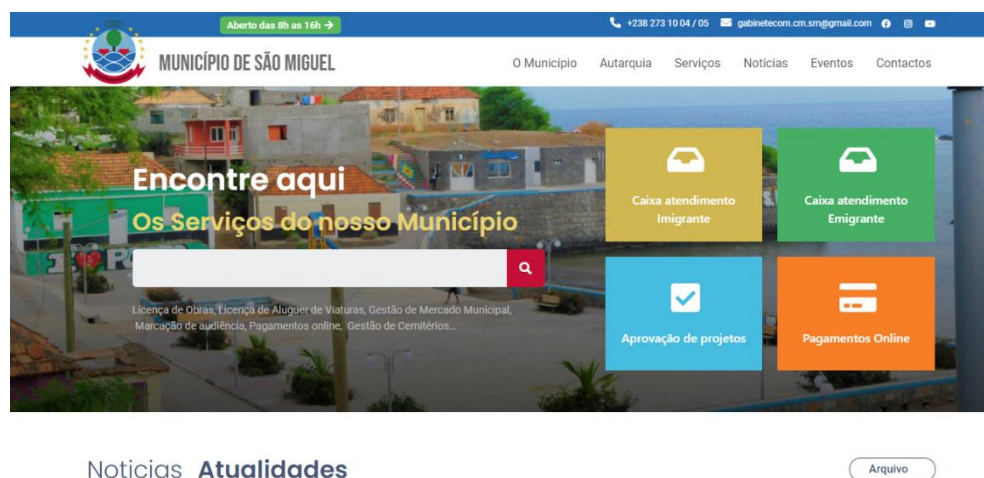 Aberto das 8h as 16h →
+238 273 10 04 / 05 gabinetecom.cm.sm@gmail.com
MUNICÍPIO DE SÃO MIGUEL
O Município Autarquia Serviços Notícias Eventos Contactos
Encontre aqui
Os Serviços do nosso Município
Licença de Obras, Licença de Aluguer de Viaturas, Gestão de Mercado Municipal,
Marcação de audiência, Pagamentos online, Gestão de Cemitérios...
Caixa atendimento
Imigrante
Caixa atendimento
Emigrante
Aprovação de projetos
Pagamentos Online
Noticias Atualidades
Arquivo